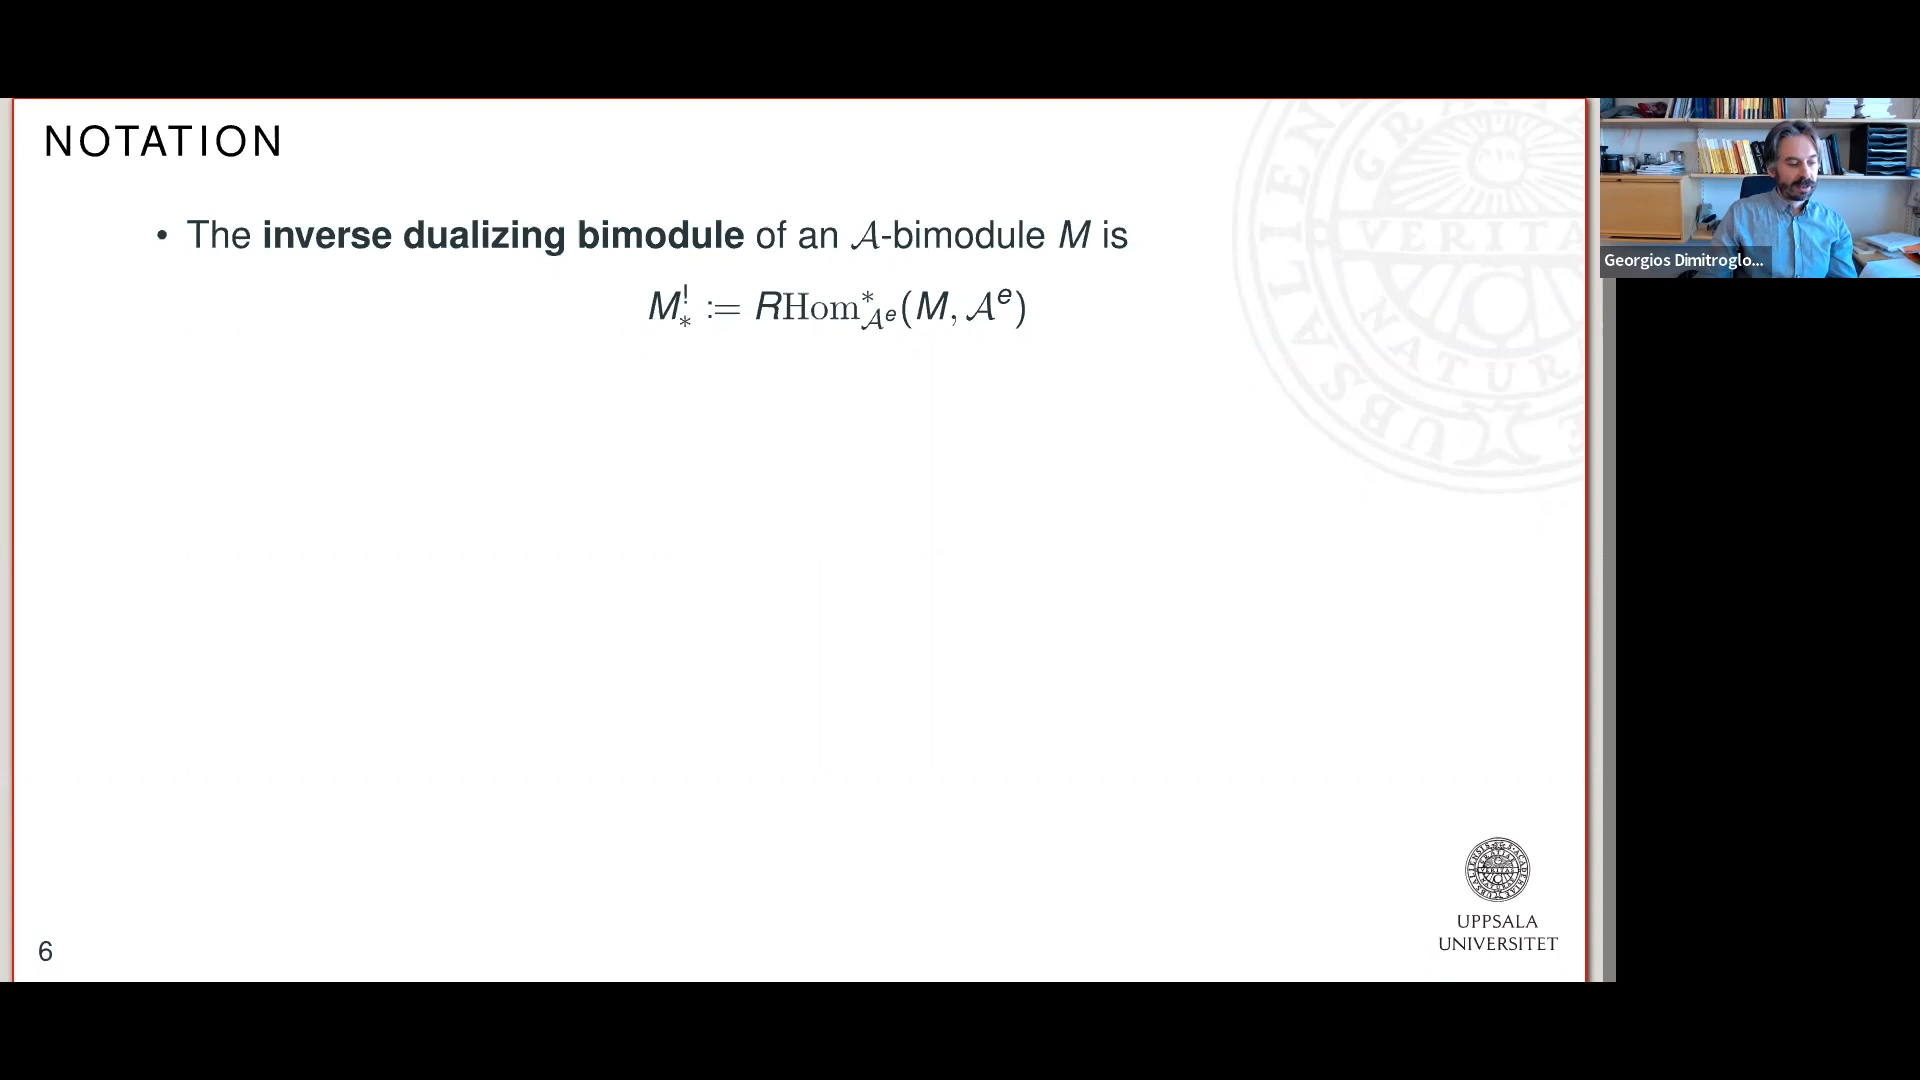 NOTATION
• The inverse dualizing bimodule of an 𝒜-bimodule M is
M^!_* := RHom^*_{𝒜^e}(M, 𝒜^e)
Georgios Dimitroglo...
UPPSALA
UNIVERSITET
6